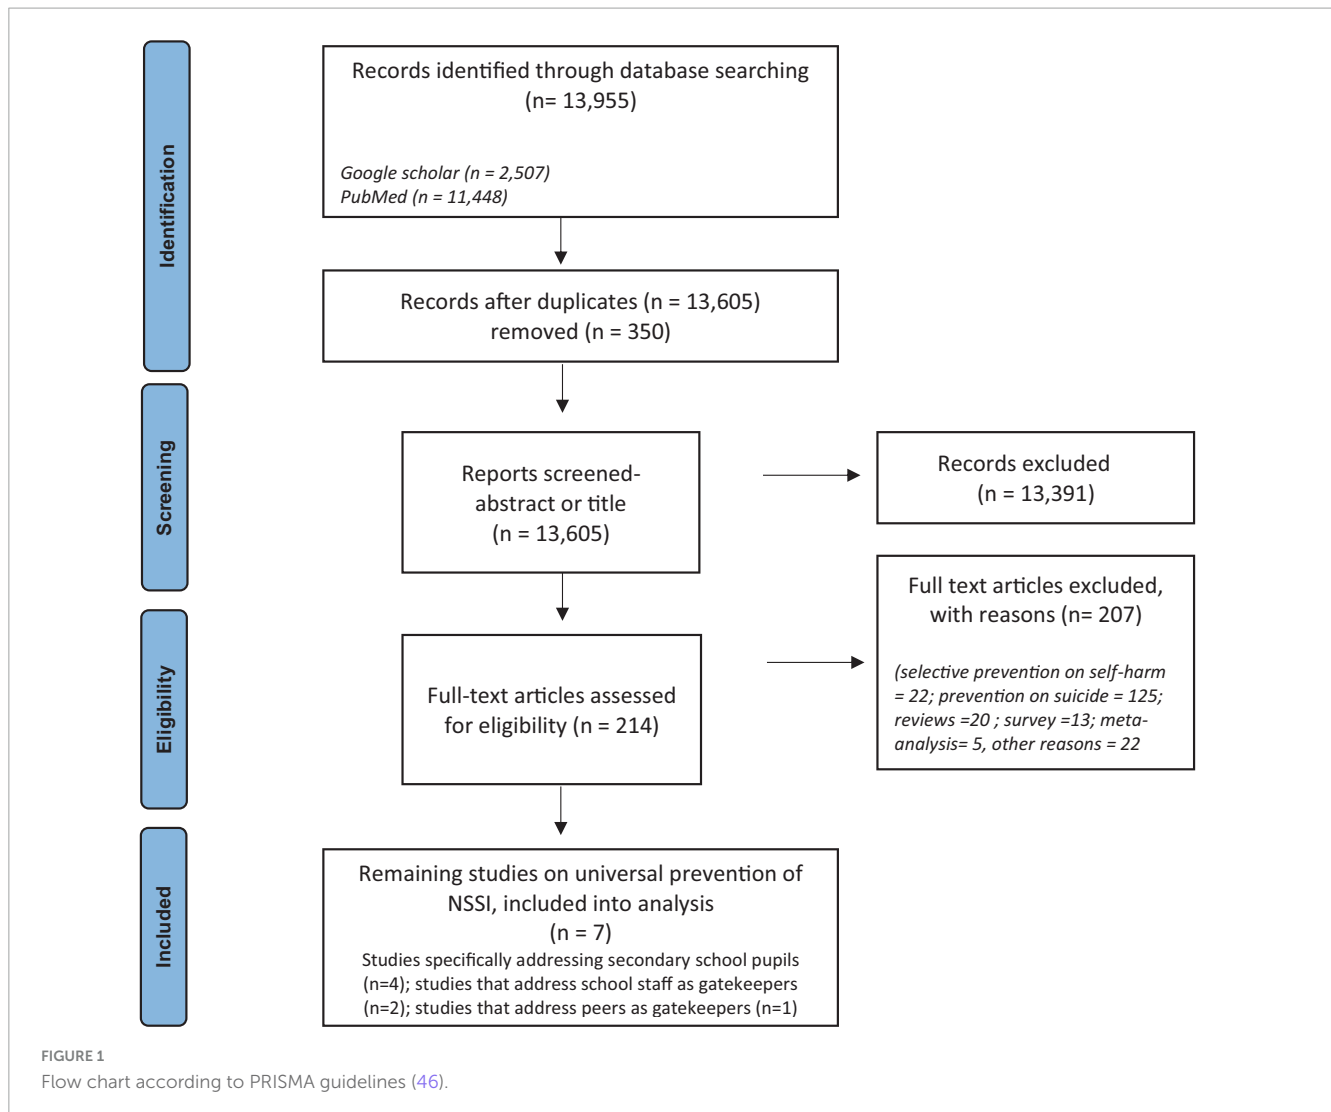 Identification
Records identified through database searching
(n= 13,955)
Google scholar (n = 2,507)
PubMed (n = 11,448)
Records after duplicates (n = 13,605)
removed (n = 350)
Screening
Reports screened-
abstract or title
(n = 13,605)
Records excluded
(n = 13,391)
Eligibility
Full-text articles assessed
for eligibility (n = 214)
Full text articles excluded,
with reasons (n= 207)
(selective prevention on self-harm
= 22; prevention on suicide = 125;
reviews =20 ; survey =13; meta-
analysis= 5, other reasons = 22
Included
Remaining studies on universal prevention of
NSSI, included into analysis
(n = 7)
Studies specifically addressing secondary school pupils
(n=4); studies that address school staff as gatekeepers
(n=2); studies that address peers as gatekeepers (n=1)
FIGURE 1
Flow chart according to PRISMA guidelines (46).